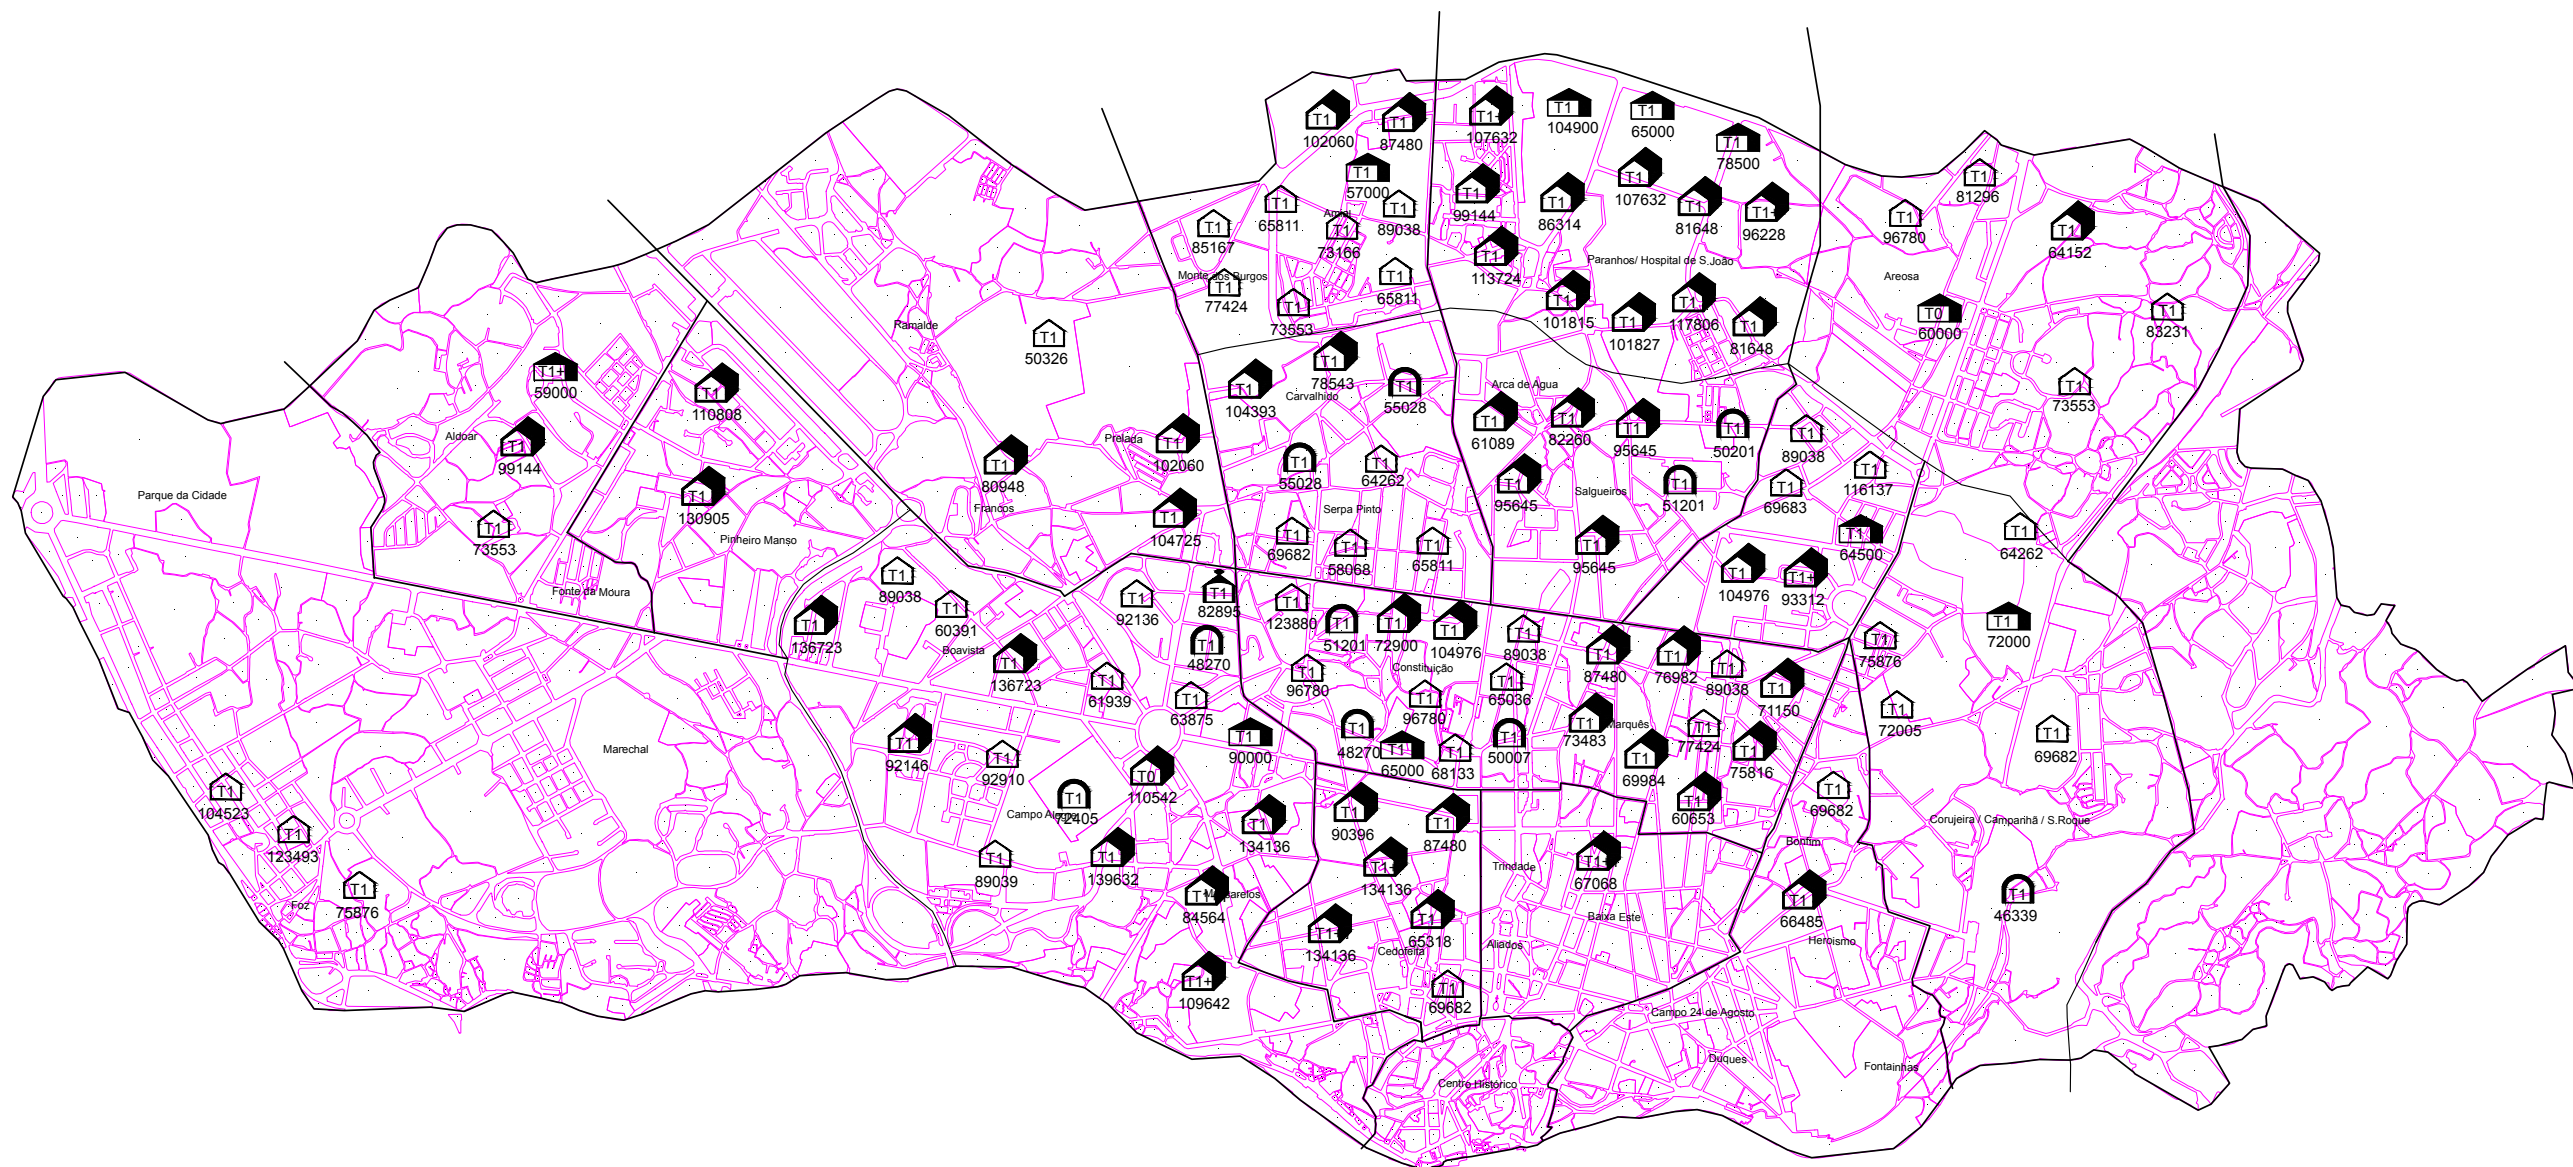 T1
102060
T1
87480
T1+
107632
T1
104900
T1
65000
T1
78500
T1
57000
T1
65811
T1
85167
Amial
T1
73166
T1
89038
T1
99144
T1
86314
T1
107632
T1
81648
T1+
96228
T1
96780
T1
81296
T1
64152
Monte dos Burgos
T1
77424
T1
73553
T1
65811
T1
113724
Paranhos/ Hospital de S.João
Areosa
T1
101815
T1
101827
T1
117806
T1
81648
T0
60000
T1
83231
Ramalde
T1
50326
T1+
59000
T1
110808
T1
104393
T1
78543
Carvalhido
T1
55028
Arca de Agua
T1
61089
T1
82260
T1
95645
T1
50201
T1
89038
T1
73553
Aldoar
T1
99144
T1
80948
Prelada
T1
102060
T1
55028
T1
64262
T1
95645
Salgueiros
T1
51201
T1
69683
T1
116137
Parque da Cidade
T1
130905
Francos
T1
104725
Serpa Pinto
T1
73553
Pinheiro Manso
T1
69682
T1
58068
T1
65811
T1
95645
T1
64500
T1
64262
Fonte da Moura
T1
89038
T1
60391
T1
92136
T1
82895
T1
123880
T1
104976
T1+
93312
T1
136723
Boavista
T1
136723
T1
48270
T1
51201
T1
72900
T1
104976
T1
89038
T1
87480
T1
76982
T1
89038
T1
71150
T1
75876
T1
72000
T1
61939
T1
63875
T1
96780
Constituição
T1
96780
T1
65036
T1
73483
Marquês
T1
77424
T1
72005
T1
69682
Marechal
T1
92146
T1
92910
T0
110542
T1
90000
T1
48270
T1
65000
T1
68133
T1
50007
T1
69984
T1
75816
T1
104523
T1
123493
Campo Alegre
T1
72405
T1
134136
T1
90396
T1
87480
T1
60653
T1
69682
Corujeira / Campanhã / S.Roque
Bonfim
T1
89039
T1
139632
T1+
134136
Trindade
T1+
67068
T1
75876
Foz
T1
84564
Massarelos
T1+
134136
T1
65318
Cedofeita
Aliados
Baixa Este
T1
66485
Heroismo
T1
46339
T1+
109642
T1
69682
Campo 24 de Agosto
Duques
Fontainhas
Centro Histórico